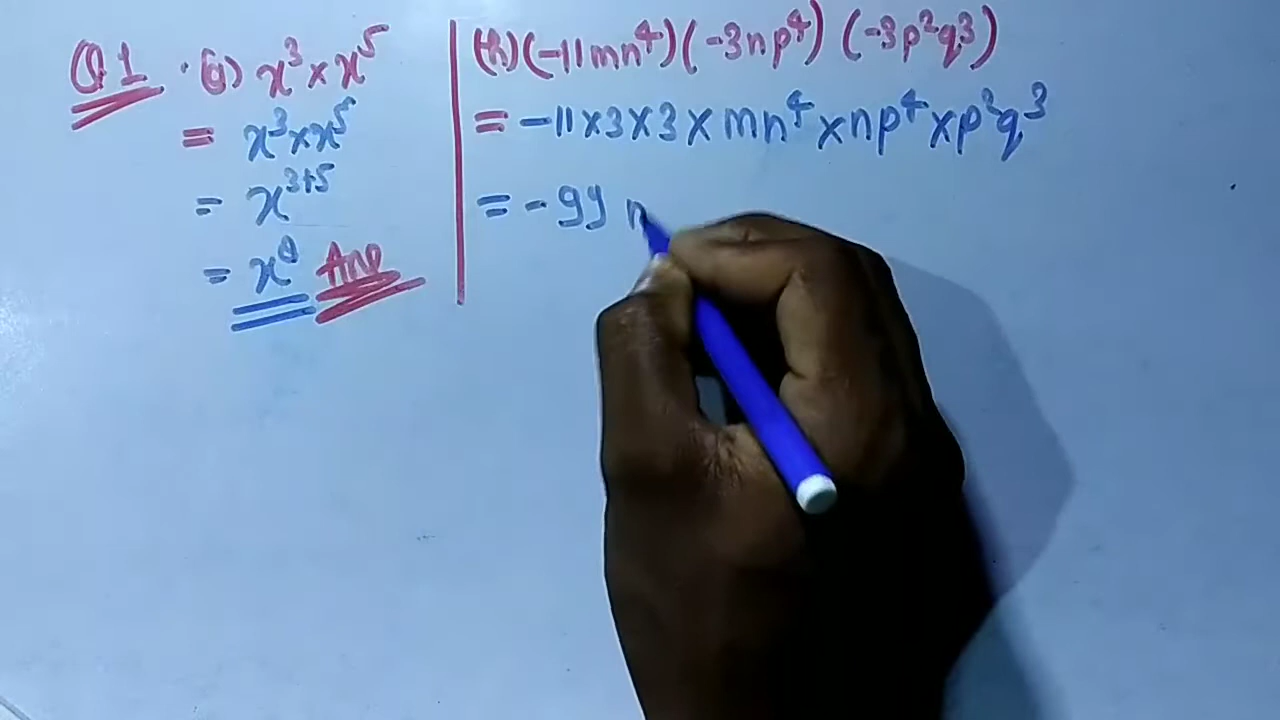 Q1. (a) x³×x⁵
= x³×x⁵
= x³⁺⁵
= x⁸ Ans
(h) (-11mn⁴)(-3np⁴) (-3p²q³)
= -11×3×3×mn⁴×np⁴×p²q³
= -99 m